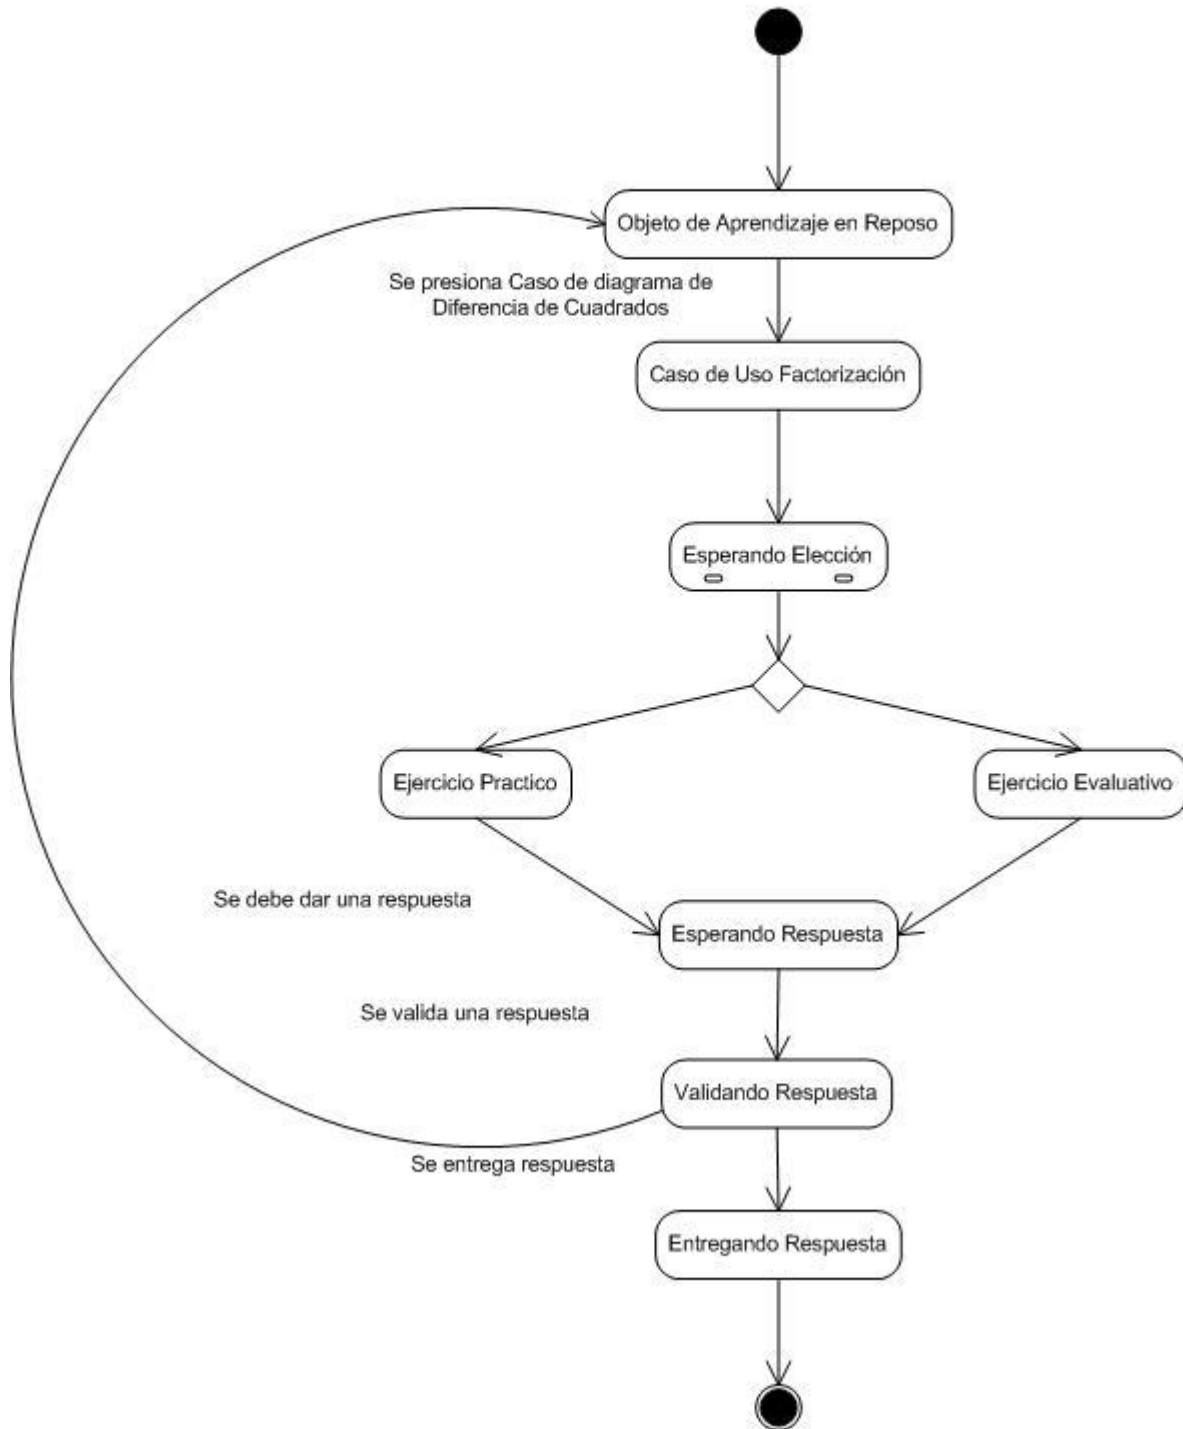 Objeto de Aprendizaje en Reposo
Se presiona Caso de diagrama de
Diferencia de Cuadrados
Caso de Uso Factorización
Esperando Elección
Ejercicio Practico
Ejercicio Evaluativo
Se debe dar una respuesta
Esperando Respuesta
Se valida una respuesta
Validando Respuesta
Se entrega respuesta
Entregando Respuesta